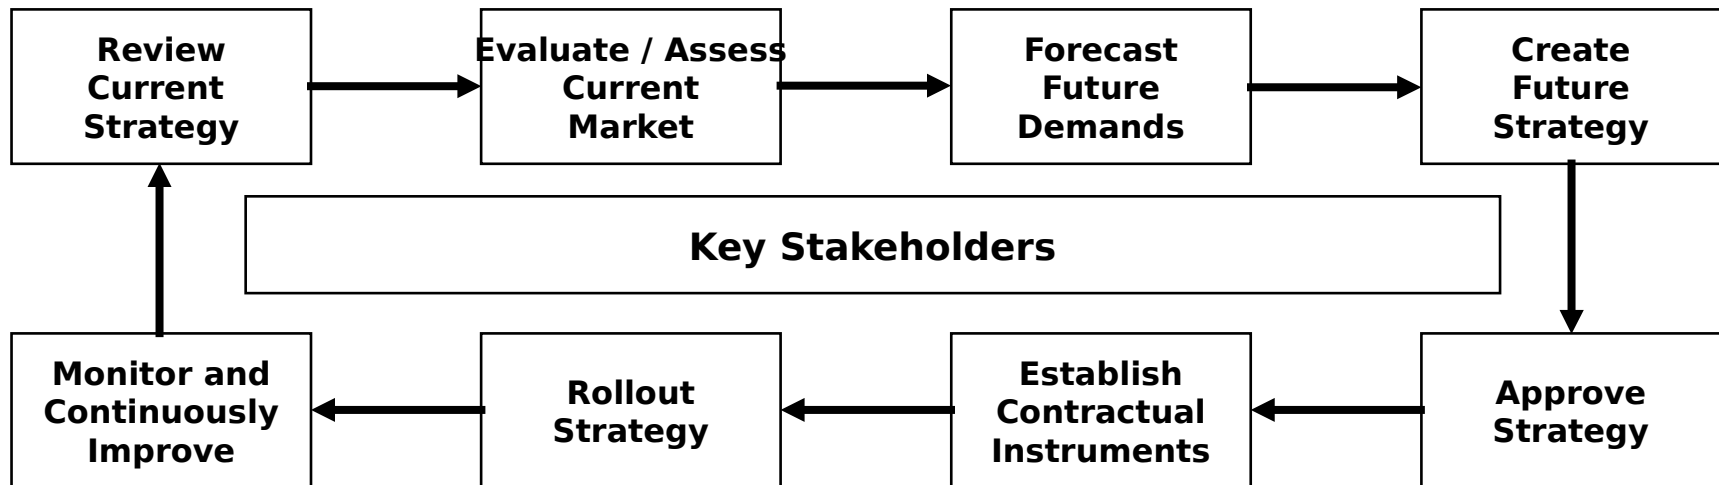 Review
Current
Strategy
Evaluate / Assess
Current
Market
Forecast
Future
Demands
Create
Future
Strategy
Key Stakeholders
Monitor and
Continuously
Improve
Rollout
Strategy
Establish
Contractual
Instruments
Approve
Strategy